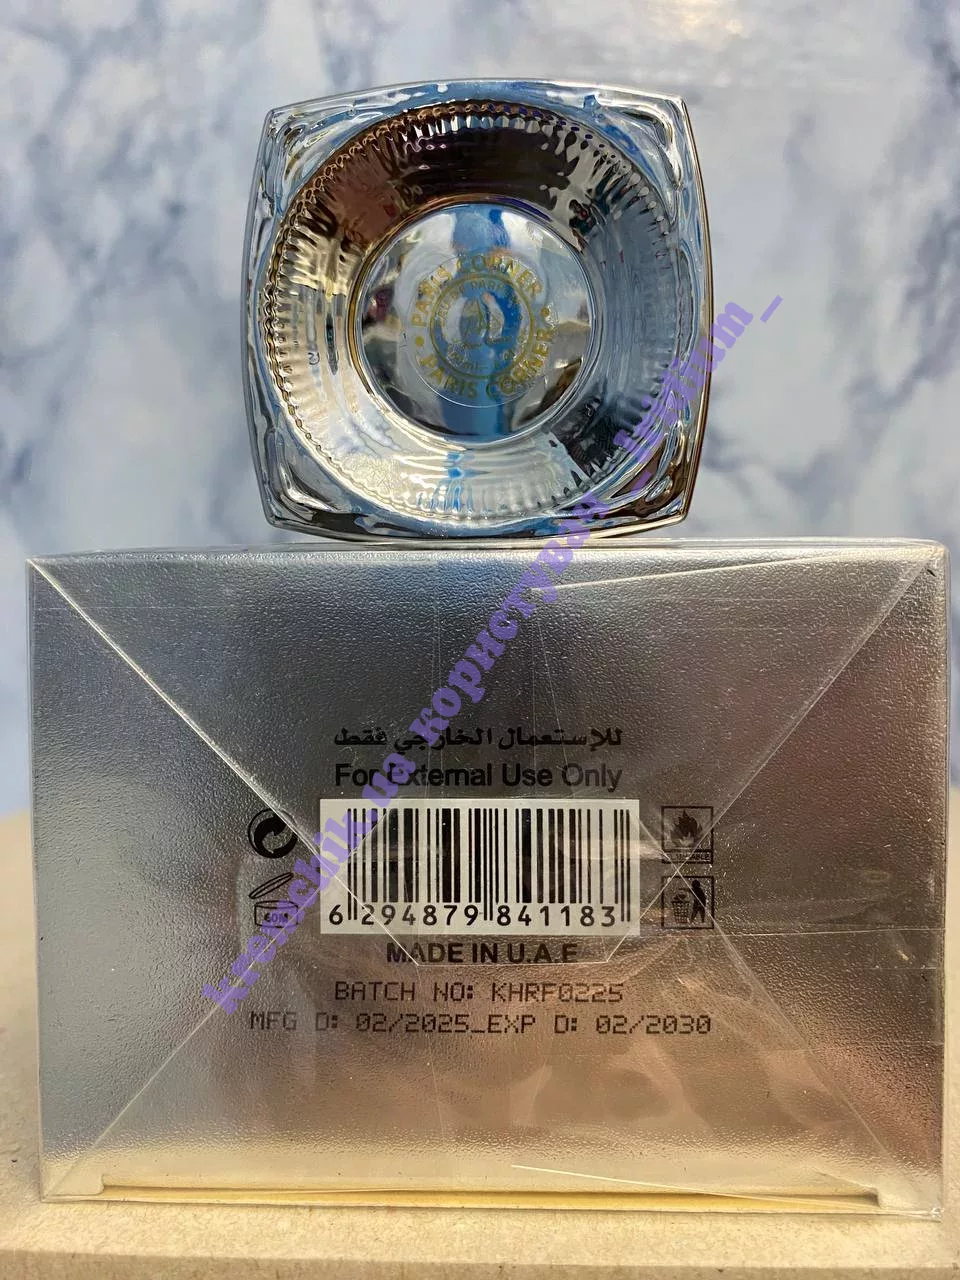 PARIS CORNER
PARIS CORNER
للإستعمال الخارجي فقط
For External Use Only
60M
6 294879 841183
MADE IN U.A.E
BATCH NO: KHRF0225
MFG D: 02/2025_EXP D: 02/2030